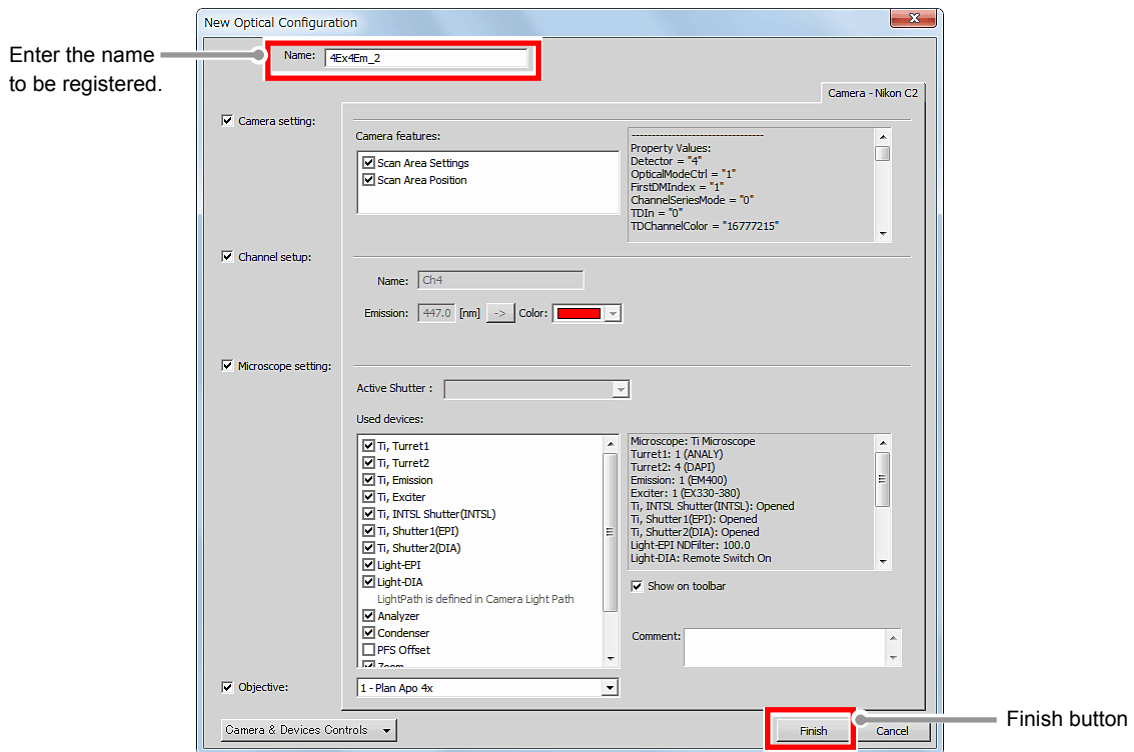 New Optical Configuration
Enter the name
to be registered.
Name: 4Ex4Em_2
Camera - Nikon C2
Camera setting:
Camera features:
Scan Area Settings
Scan Area Position
---------------------------------
Property Values:
Detector = "4"
OpticalModeCtrl = "1"
FirstDMIndex = "1"
ChannelSeriesMode = "0"
TDIn = "0"
TDChannelColor = "16777215"
Channel setup:
Name: Ch4
Emission: 447.0 [nm] -> Color:
Microscope setting:
Active Shutter :
Used devices:
Ti, Turret1
Ti, Turret2
Ti, Emission
Ti, Exciter
Ti, INTSL Shutter(INTSL)
Ti, Shutter1(EPI)
Ti, Shutter2(DIA)
Light-EPI
Light-DIA
LightPath is defined in Camera Light Path
Analyzer
Condenser
PFS Offset
Zoom
Microscope: Ti Microscope
Turret1: 1 (ANALY)
Turret2: 4 (DAPI)
Emission: 1 (EM400)
Exciter: 1 (EX330-380)
Ti, INTSL Shutter(INTSL): Opened
Ti, Shutter1(EPI): Opened
Ti, Shutter2(DIA): Opened
Light-EPI NDFilter: 100.0
Light-DIA: Remote Switch On
Show on toolbar
Comment:
Objective:
1 - Plan Apo 4x
Camera & Devices Controls
Finish
Cancel
Finish button